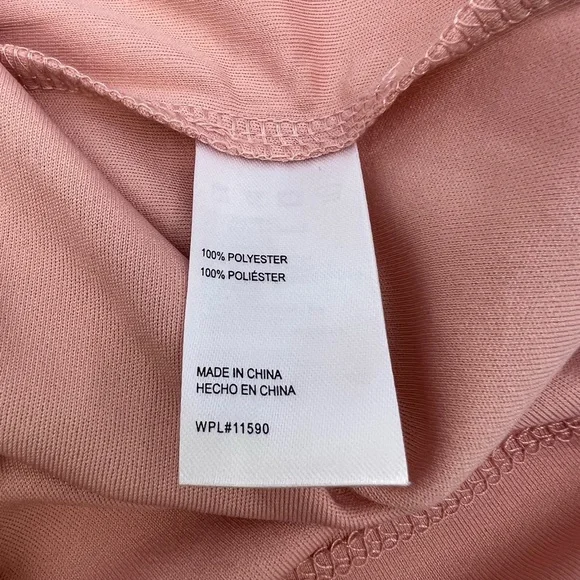 100% POLYESTER
100% POLIÉSTER
MADE IN CHINA
HECHO EN CHINA
WPL#11590